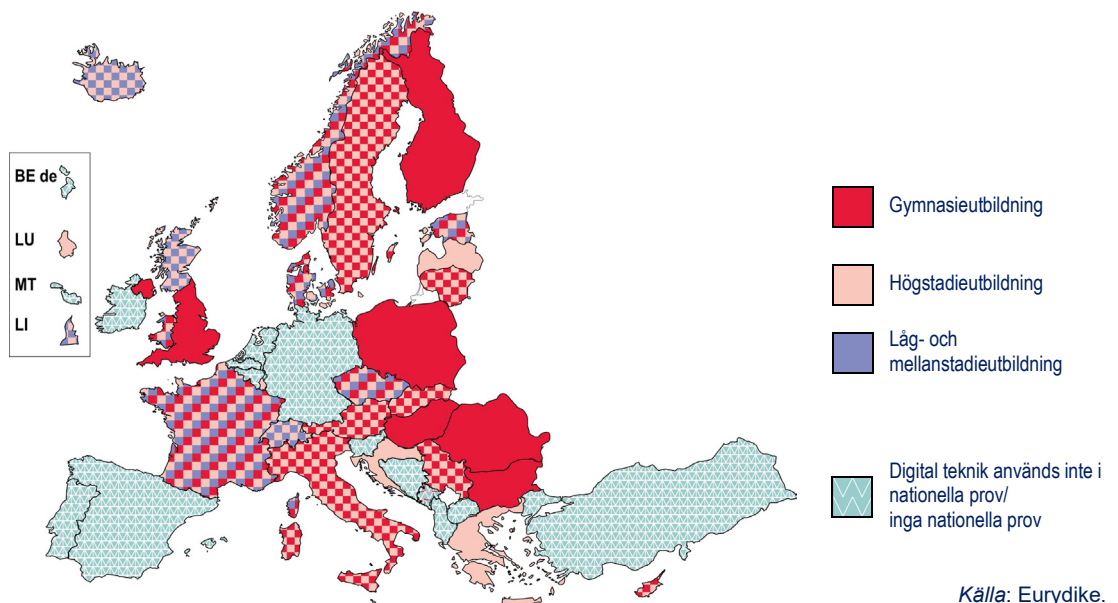 BE de
LU
MT
LI
Gymnasieutbildning
Högstadieutbildning
Låg- och
mellanstadieutbildning
Digital teknik används inte i
nationella prov/
inga nationella prov
Källa: Eurydike.